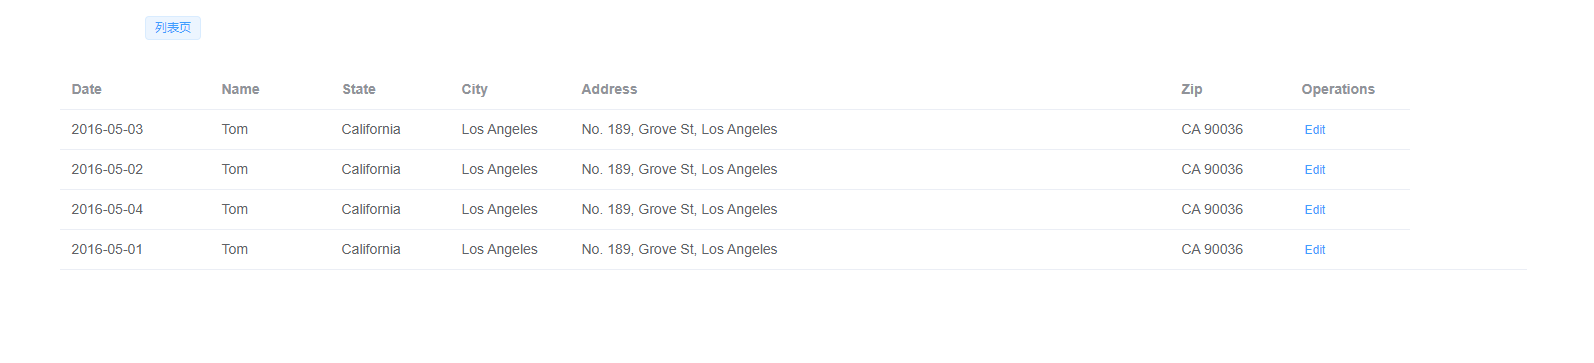 列表页
Date Name State City Address Zip Operations
2016-05-03 Tom California Los Angeles No. 189, Grove St, Los Angeles CA 90036 Edit
2016-05-02 Tom California Los Angeles No. 189, Grove St, Los Angeles CA 90036 Edit
2016-05-04 Tom California Los Angeles No. 189, Grove St, Los Angeles CA 90036 Edit
2016-05-01 Tom California Los Angeles No. 189, Grove St, Los Angeles CA 90036 Edit